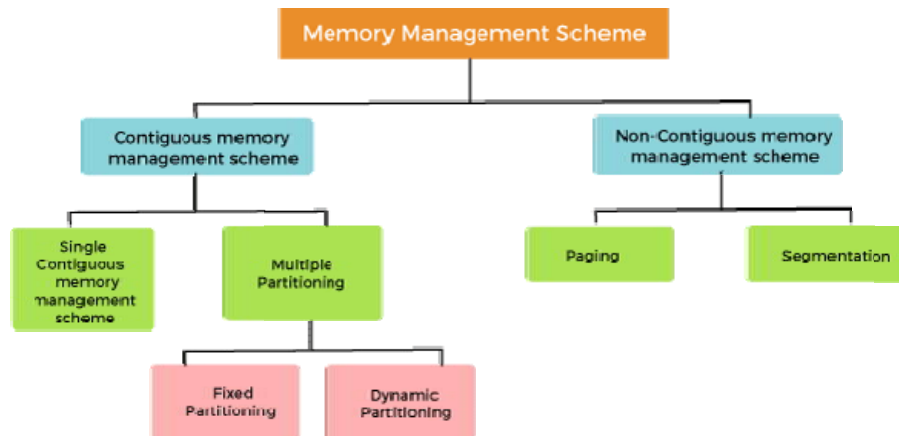 Memory Management Scheme
Contiguous memory
management scheme
Non-Contiguous memory
management scheme
Single
Contiguous
memory
management
scheme
Multiple
Partitioning
Paging
Segmentation
Fixed
Partitioning
Dynamic
Partitioning